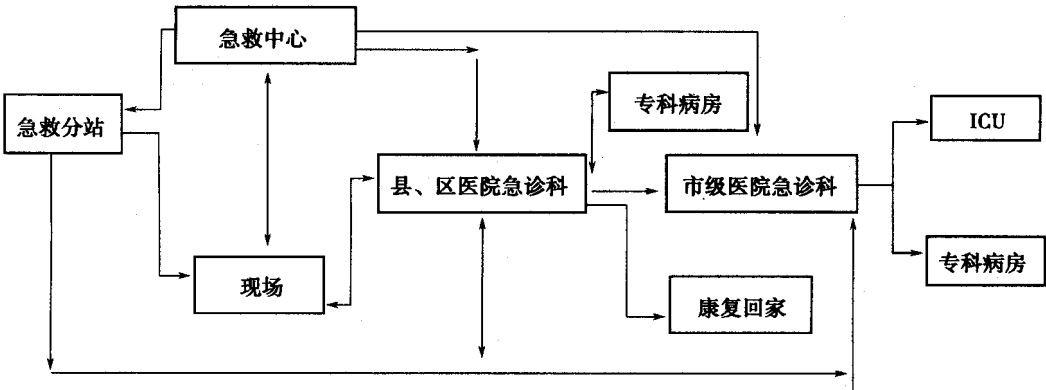 急救中心
专科病房
急救分站
ICU
县、区医院急诊科
市级医院急诊科
专科病房
现场
康复回家